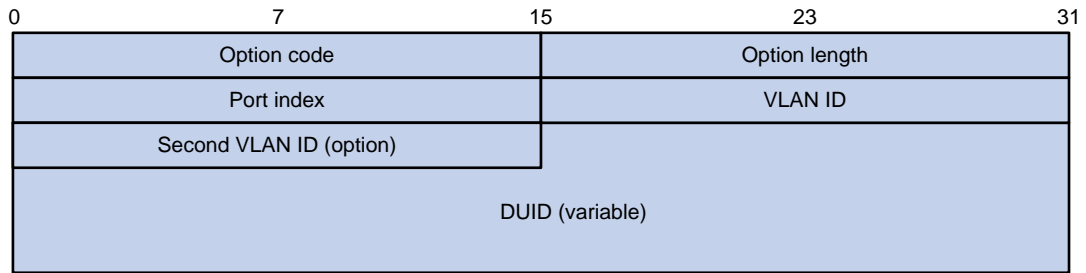 0 7 15 23 31
Option code Option length
Port index VLAN ID
Second VLAN ID (option)
DUID (variable)